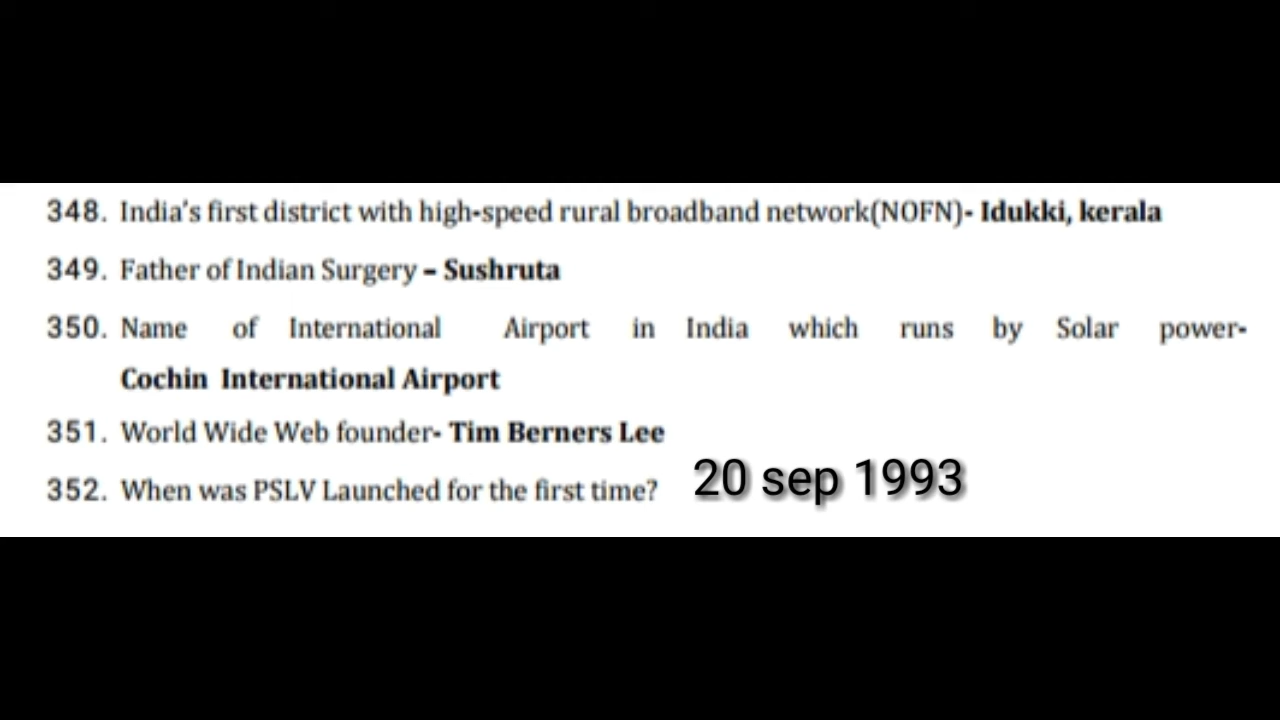 348. India's first district with high-speed rural broadband network(NOFN)- Idukki, kerala
349. Father of Indian Surgery – Sushruta
350. Name of International Airport in India which runs by Solar power-
Cochin International Airport
351. World Wide Web founder- Tim Berners Lee
352. When was PSLV Launched for the first time? 20 sep 1993